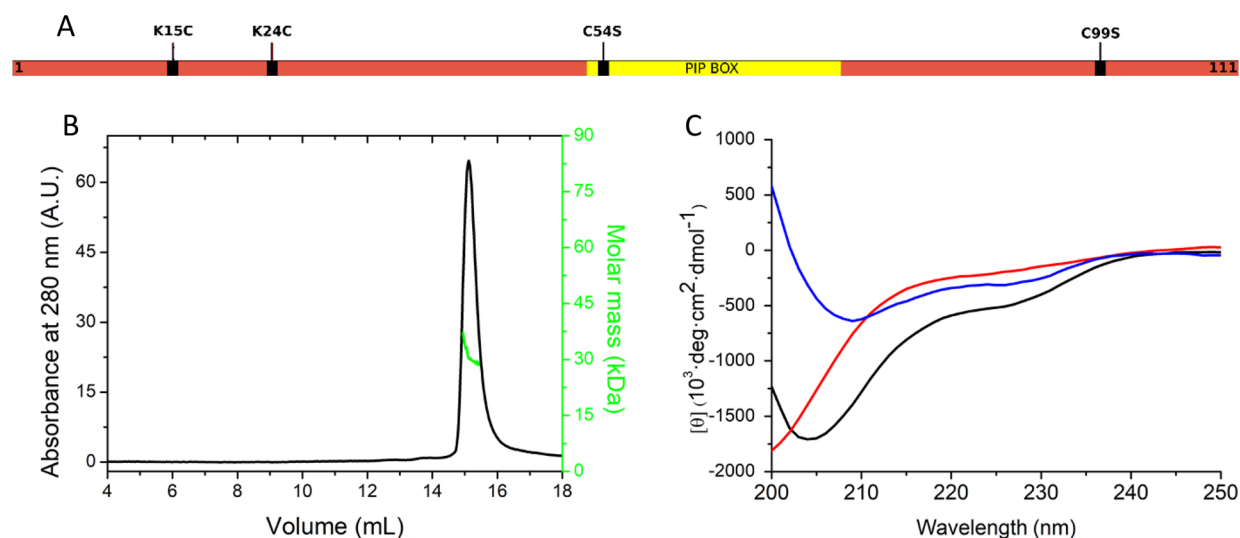 A
K15C K24C C54S C99S
1 PIP BOX 111
B
C
Absorbance at 280 nm (A.U.)
60
45
30
15
0
4 6 8 10 12 14 16 18
Volume (mL)
90
75
60
45
30
15
0
Molar mass (kDa)
[θ] (10³·deg·cm²·dmol⁻¹)
1000
500
0
-500
-1000
-1500
-2000
200 210 220 230 240 250
Wavelength (nm)